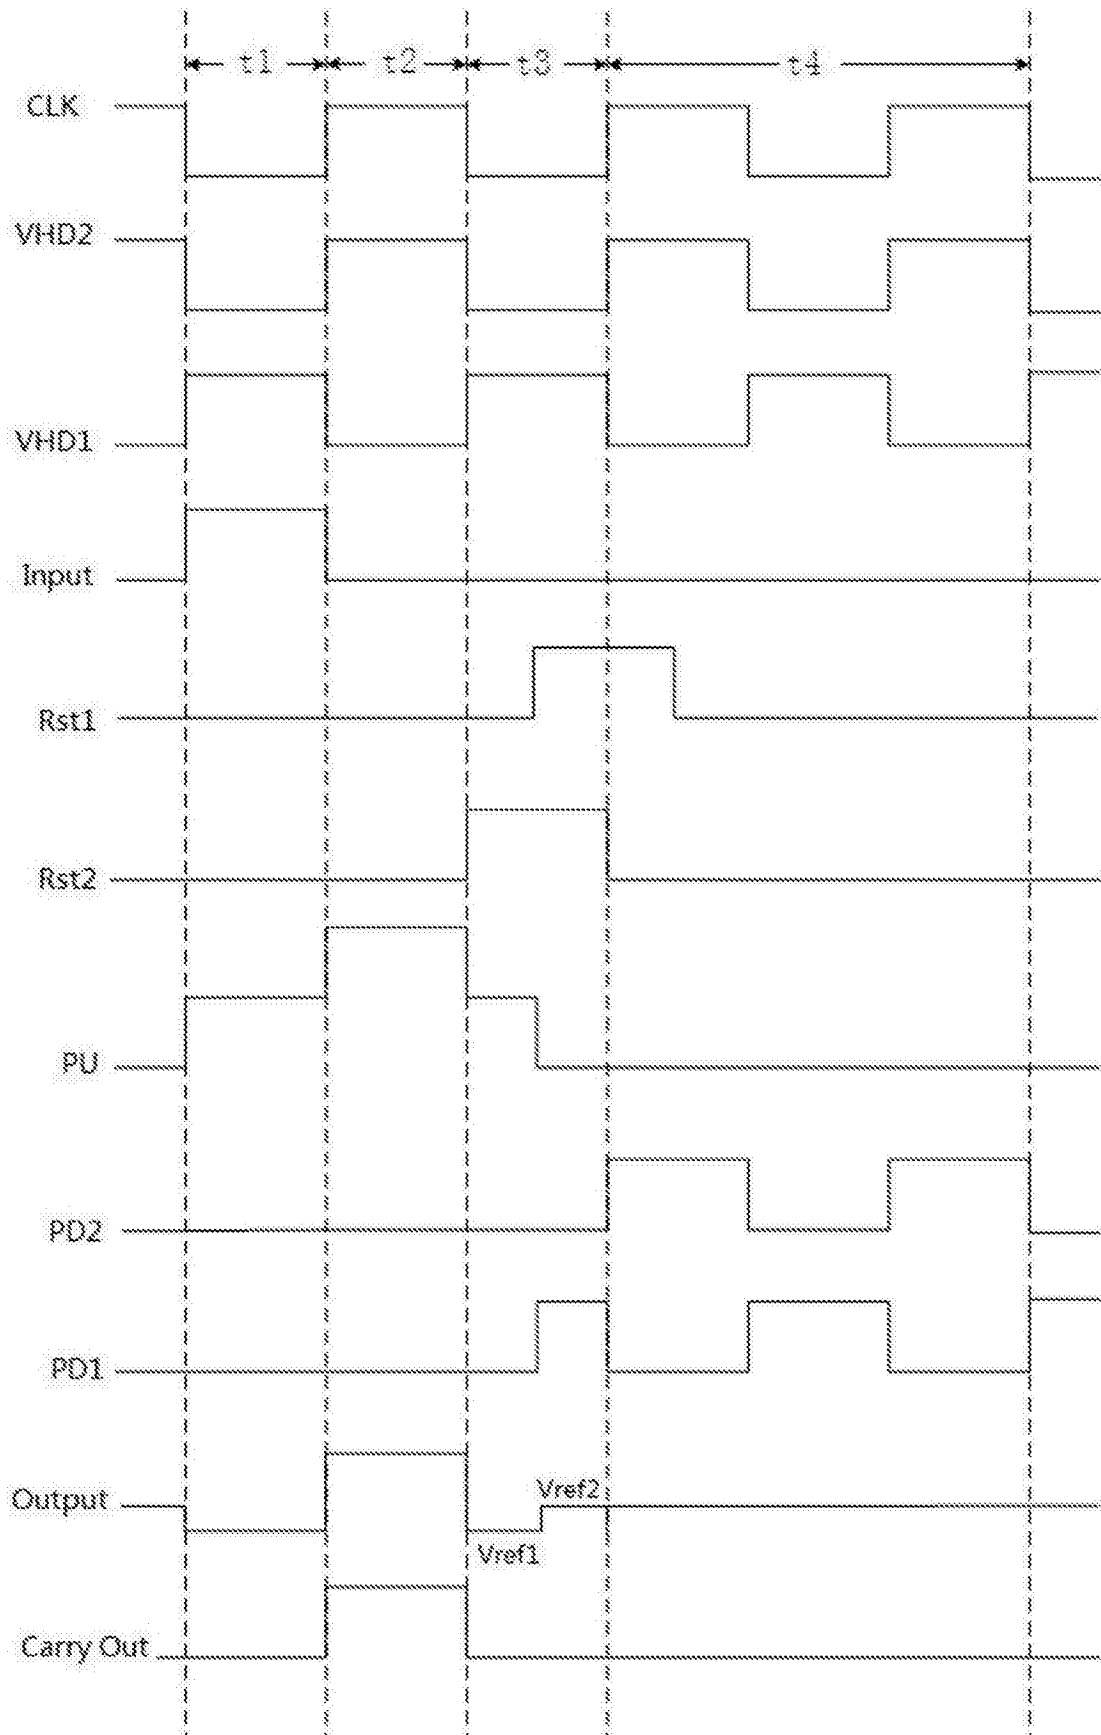 t1 t2 t3 t4
CLK
VHD2
VHD1
Input
Rst1
Rst2
PU
PD2
PD1
Output
Vref2
Vref1
Carry Out